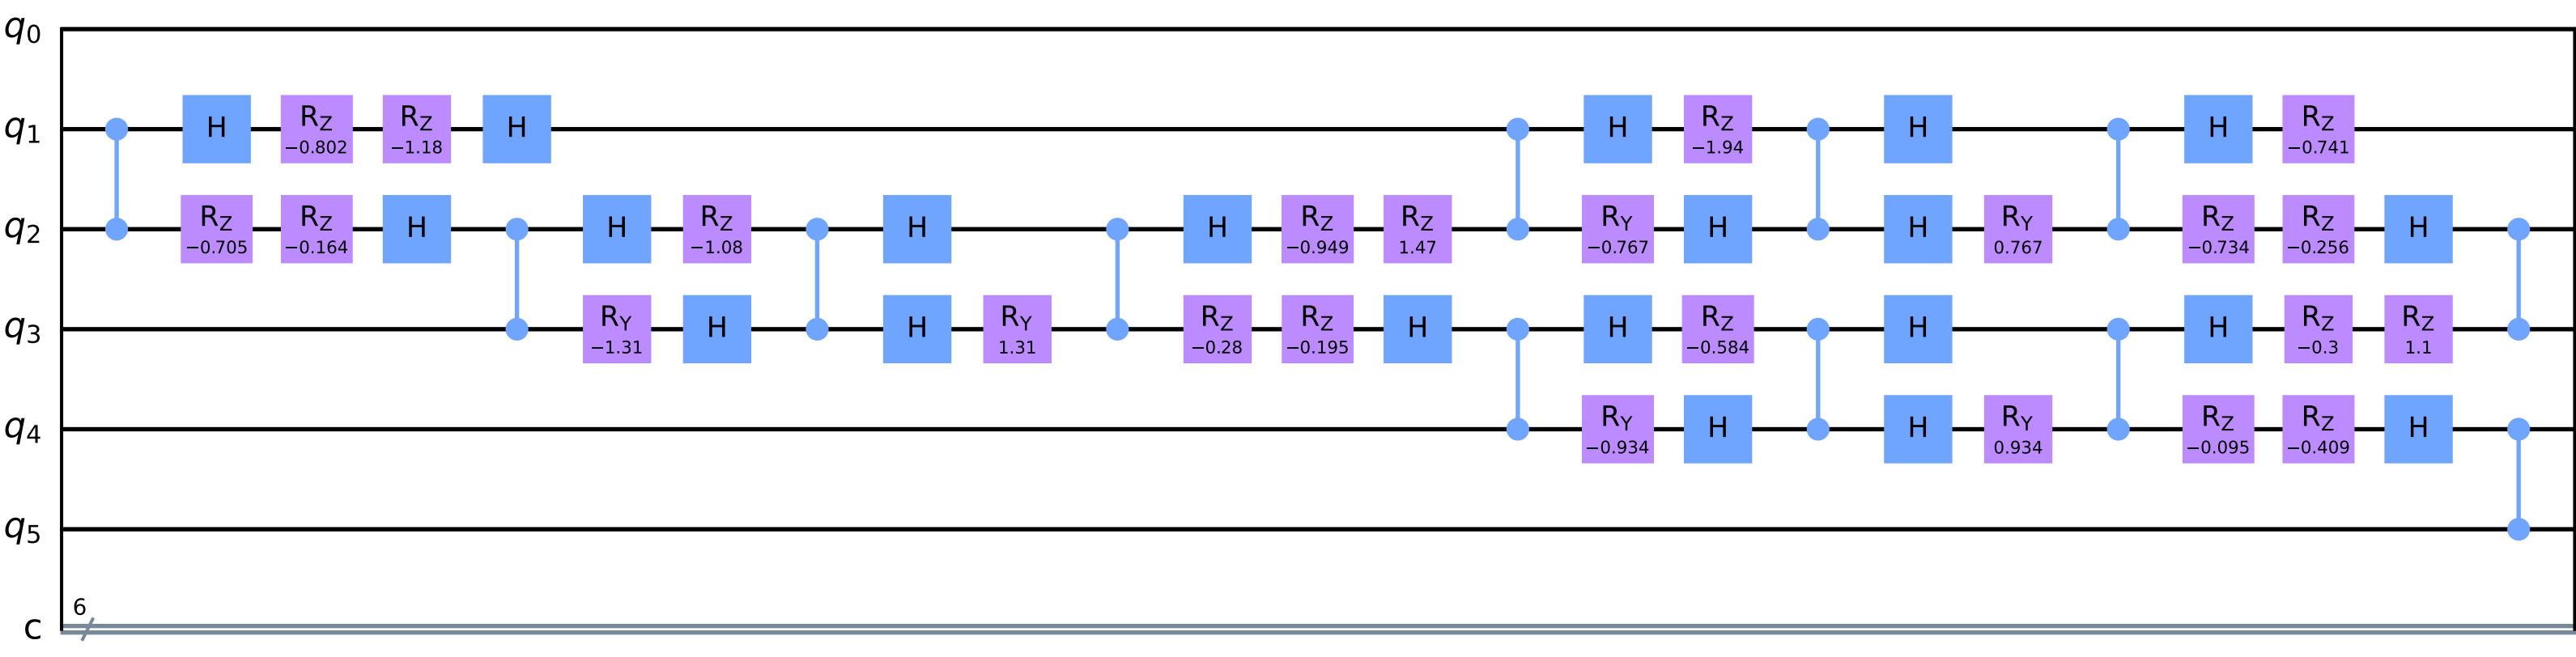 q0
H RZ RZ H H RZ H H RZ
−0.802 −1.18 −1.94 −0.741
q1
RZ RZ H H RZ H H RZ RZ RY H H RY RZ RZ H
−0.705 −0.164 −1.08 −0.949 1.47 −0.767 0.767 −0.734 −0.256
q2
RY H H RY RZ RZ H H RZ H H RZ RZ
−1.31 1.31 −0.28 −0.195 −0.584 −0.3 1.1
q3
RY H H RY RZ RZ H
−0.934 0.934 −0.095 −0.409
q4
q5
6
c